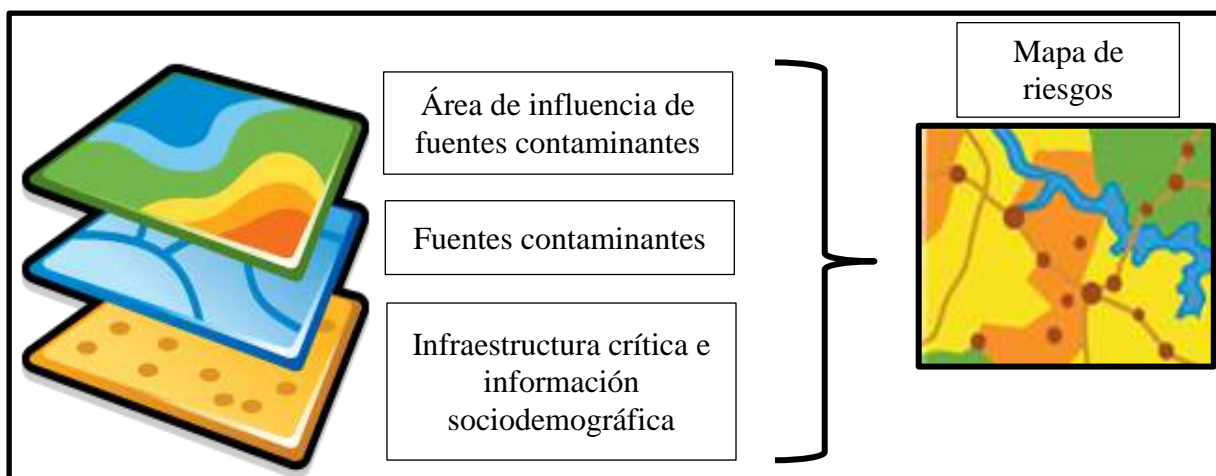 Área de influencia de
fuentes contaminantes
Fuentes contaminantes
Infraestructura crítica e
información
sociodemográfica
Mapa de
riesgos